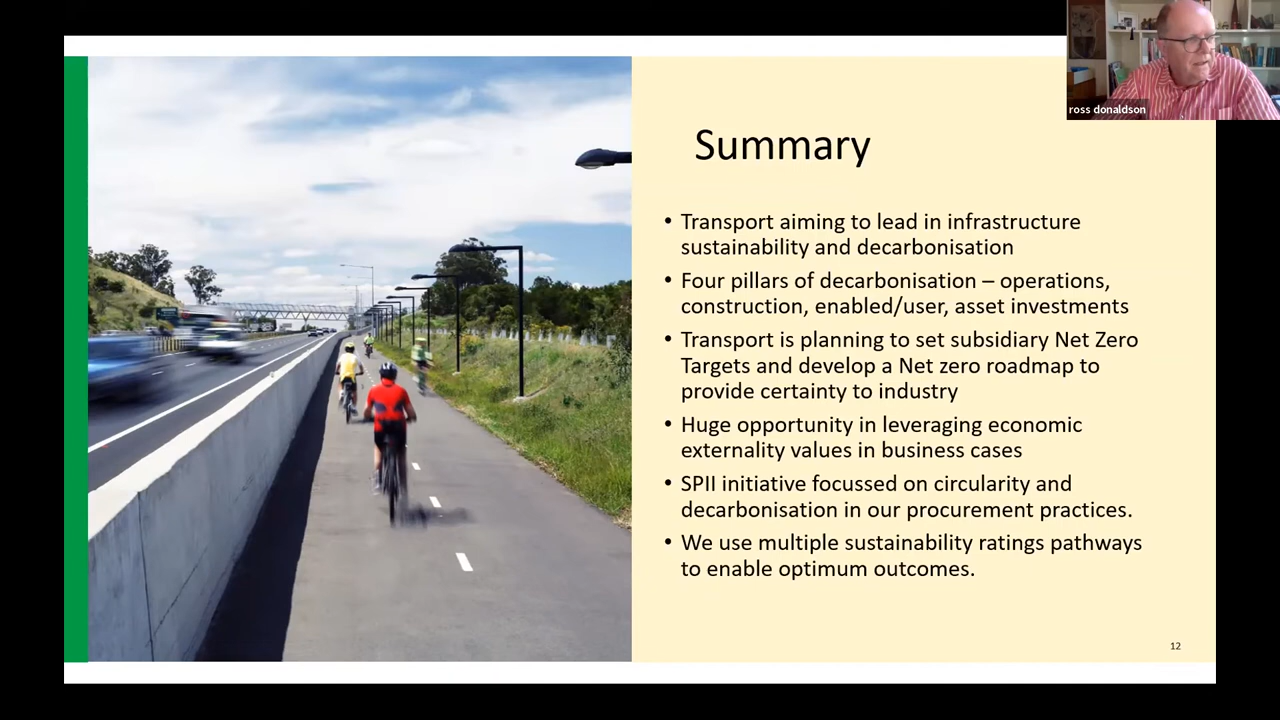 ross donaldson
Summary
• Transport aiming to lead in infrastructure
sustainability and decarbonisation
• Four pillars of decarbonisation – operations,
construction, enabled/user, asset investments
• Transport is planning to set subsidiary Net Zero
Targets and develop a Net zero roadmap to
provide certainty to industry
• Huge opportunity in leveraging economic
externality values in business cases
• SPII initiative focussed on circularity and
decarbonisation in our procurement practices.
• We use multiple sustainability ratings pathways
to enable optimum outcomes.
12